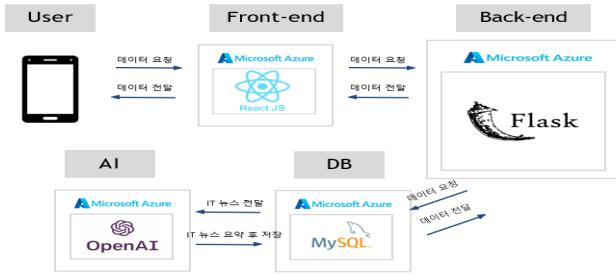 User
Front-end
Back-end
데이터 요청
데이터 전달
Microsoft Azure
React JS
데이터 요청
데이터 전달
Microsoft Azure
Flask
AI
DB
Microsoft Azure
OpenAI
IT 뉴스 전달
IT 뉴스 요약 후 저장
Microsoft Azure
MySQL
데이터 요청
데이터 전달